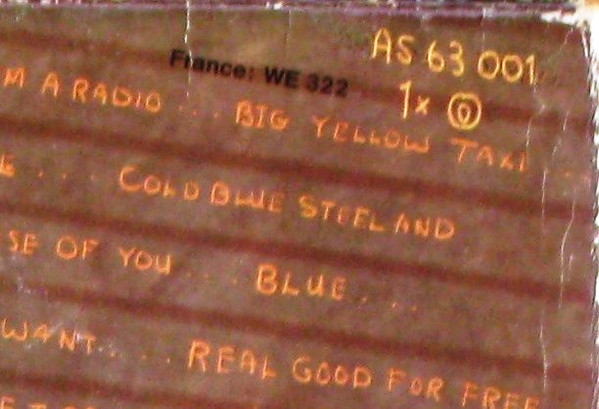 AS 63 001
France: WE 322
1x
M A RADIO ... BIG YELLOW TAXI ...
E .... COLD BLUE STEEL AND
SE OF YOU .... BLUE ....
WANT.... REAL GOOD FOR FREE